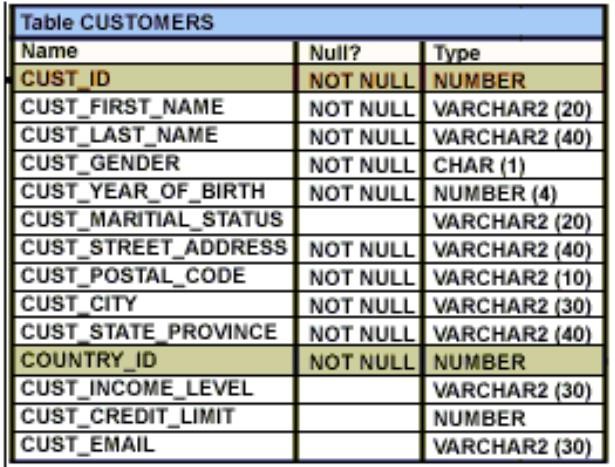 Table CUSTOMERS
Name Null? Type
CUST_ID NOT NULL NUMBER
CUST_FIRST_NAME NOT NULL VARCHAR2 (20)
CUST_LAST_NAME NOT NULL VARCHAR2 (40)
CUST_GENDER NOT NULL CHAR (1)
CUST_YEAR_OF_BIRTH NOT NULL NUMBER (4)
CUST_MARITIAL_STATUS VARCHAR2 (20)
CUST_STREET_ADDRESS NOT NULL VARCHAR2 (40)
CUST_POSTAL_CODE NOT NULL VARCHAR2 (10)
CUST_CITY NOT NULL VARCHAR2 (30)
CUST_STATE_PROVINCE NOT NULL VARCHAR2 (40)
COUNTRY_ID NOT NULL NUMBER
CUST_INCOME_LEVEL VARCHAR2 (30)
CUST_CREDIT_LIMIT NUMBER
CUST_EMAIL VARCHAR2 (30)